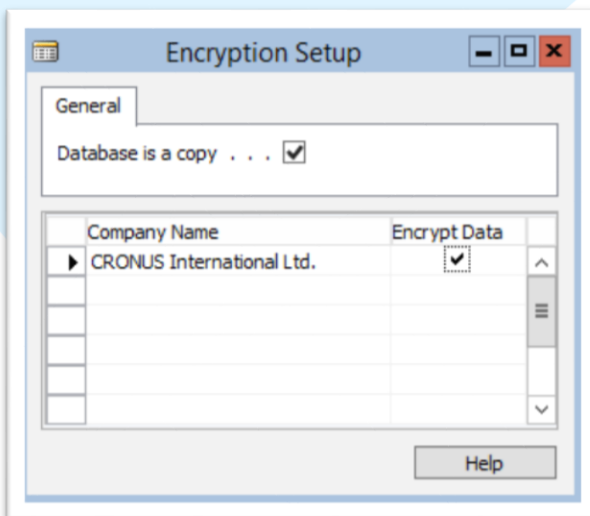 Encryption Setup
General
Database is a copy . . .
Company Name Encrypt Data
CRONUS International Ltd.
Help